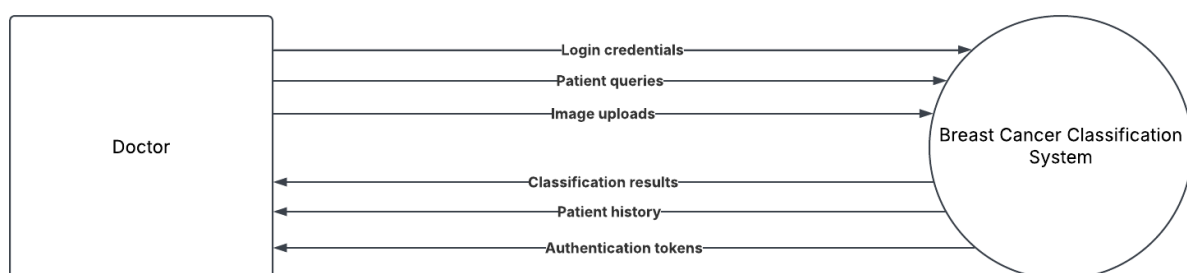 Login credentials
Patient queries
Image uploads
Doctor
Breast Cancer Classification
System
Classification results
Patient history
Authentication tokens